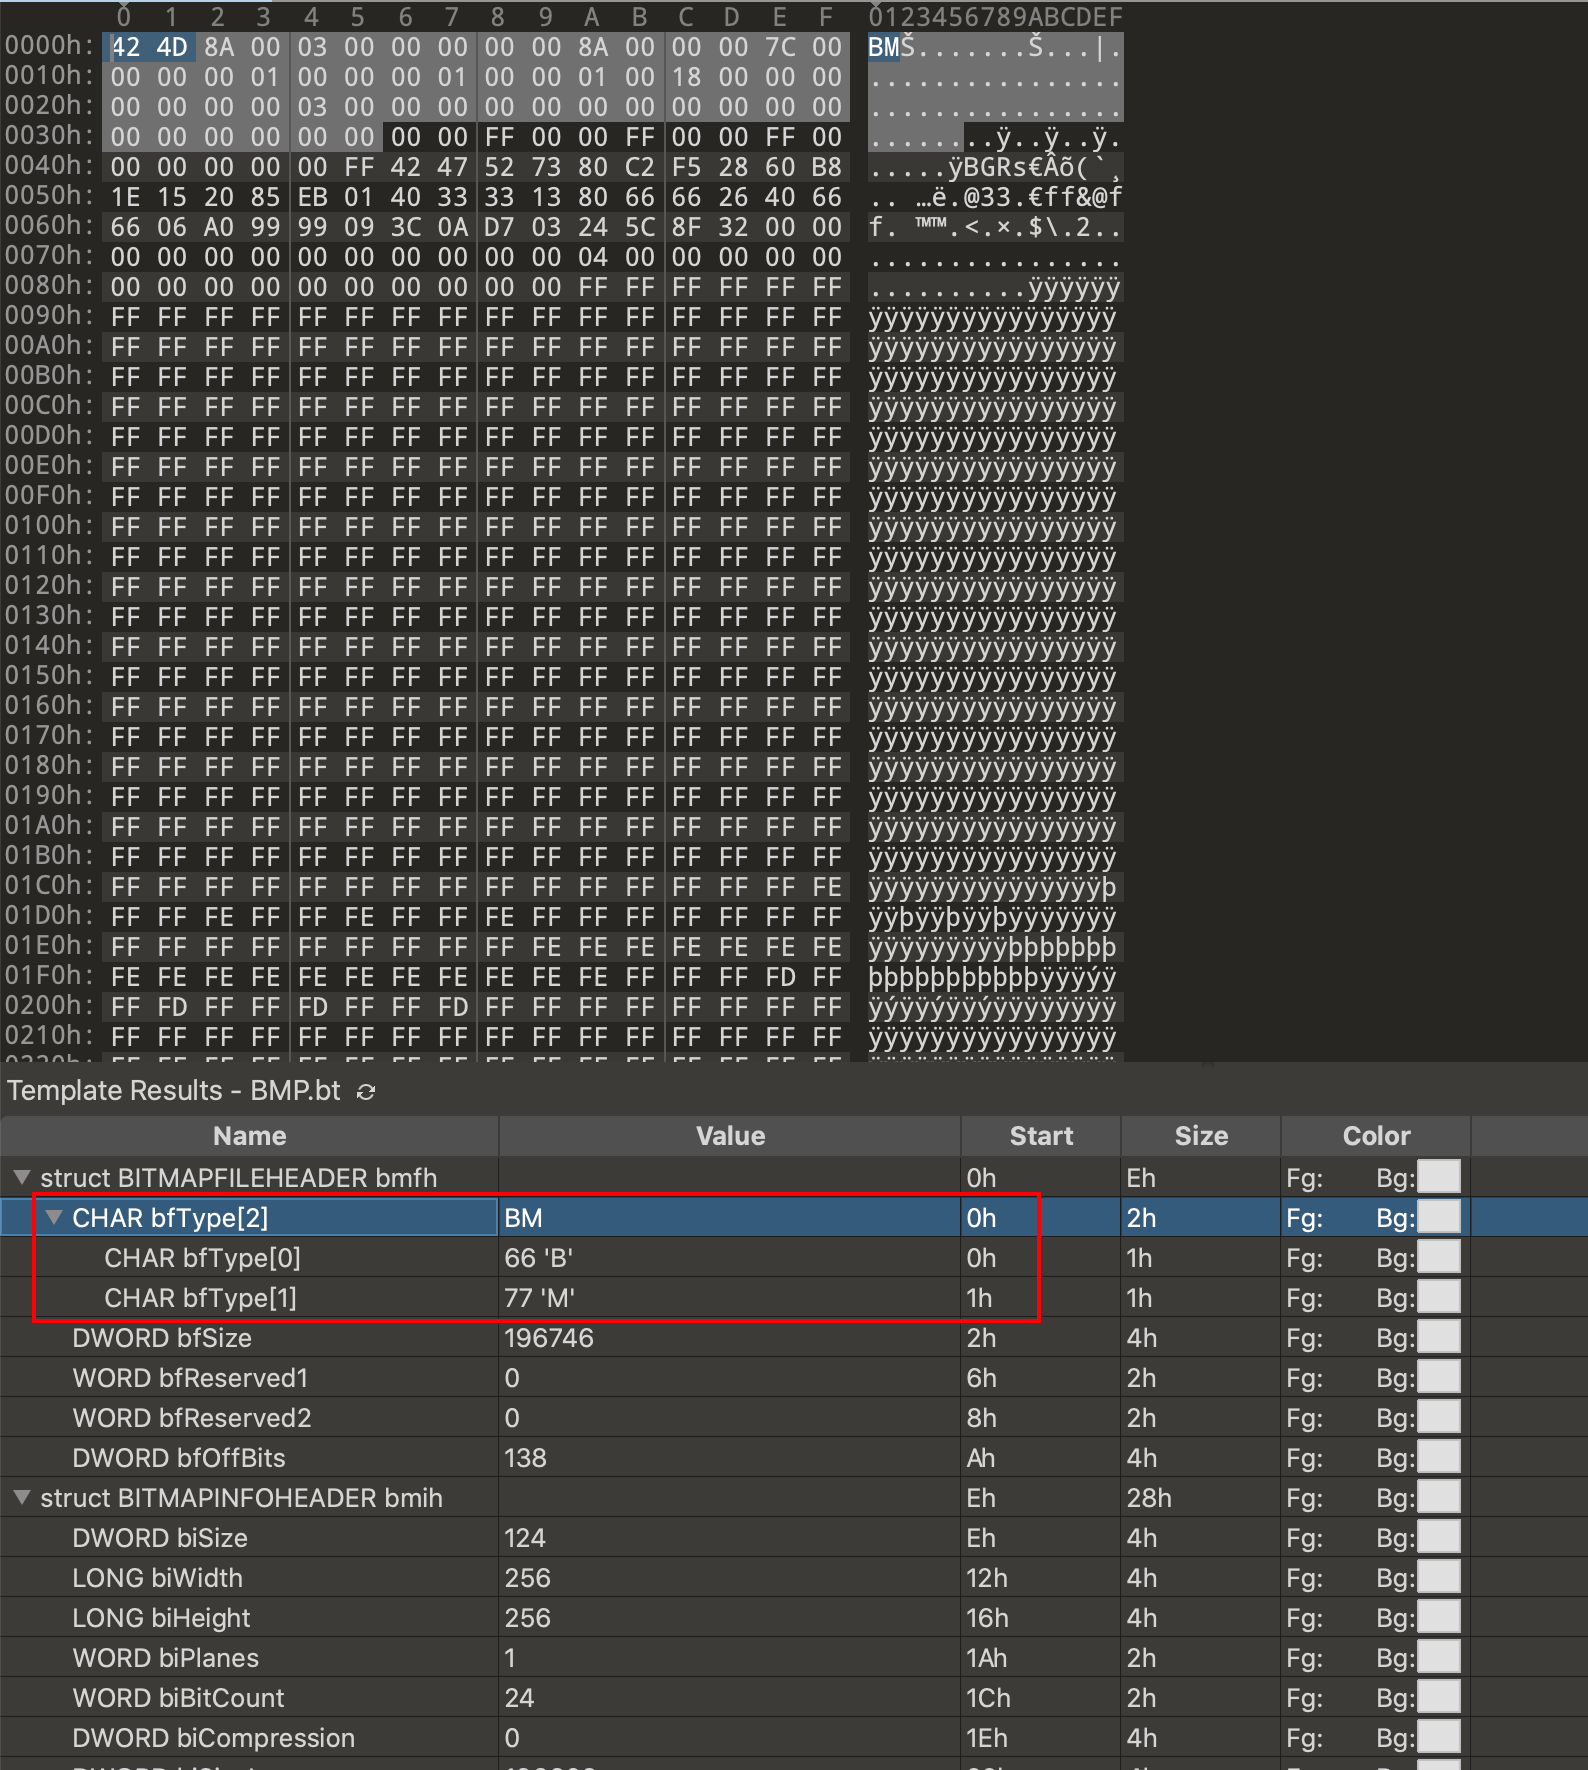 0 1 2 3 4 5 6 7 8 9 A B C D E F 0123456789ABCDEF
0000h: 42 4D 8A 00 03 00 00 00 00 00 8A 00 00 00 7C 00 BMŠ.......Š...|.
0010h: 00 00 00 01 00 00 00 01 00 00 01 00 18 00 00 00 ................
0020h: 00 00 00 00 03 00 00 00 00 00 00 00 00 00 00 00 ................
0030h: 00 00 00 00 00 00 00 00 FF 00 00 FF 00 00 FF 00 ........ÿ..ÿ..ÿ.
0040h: 00 00 00 00 00 FF 42 47 52 73 80 C2 F5 28 60 B8 .....ÿBGRs€Âõ(`¸
0050h: 1E 15 20 85 EB 01 40 33 33 13 80 66 66 26 40 66 .. …ë.@33.€ff&@f
0060h: 66 06 A0 99 99 09 3C 0A D7 03 24 5C 8F 32 00 00 f. ™™.<.×.$\.2..
0070h: 00 00 00 00 00 00 00 00 00 00 04 00 00 00 00 00 ................
0080h: 00 00 00 00 00 00 00 00 00 00 FF FF FF FF FF FF ..........ÿÿÿÿÿÿ
0090h: FF FF FF FF FF FF FF FF FF FF FF FF FF FF FF FF ÿÿÿÿÿÿÿÿÿÿÿÿÿÿÿÿ
00A0h: FF FF FF FF FF FF FF FF FF FF FF FF FF FF FF FF ÿÿÿÿÿÿÿÿÿÿÿÿÿÿÿÿ
00B0h: FF FF FF FF FF FF FF FF FF FF FF FF FF FF FF FF ÿÿÿÿÿÿÿÿÿÿÿÿÿÿÿÿ
00C0h: FF FF FF FF FF FF FF FF FF FF FF FF FF FF FF FF ÿÿÿÿÿÿÿÿÿÿÿÿÿÿÿÿ
00D0h: FF FF FF FF FF FF FF FF FF FF FF FF FF FF FF FF ÿÿÿÿÿÿÿÿÿÿÿÿÿÿÿÿ
00E0h: FF FF FF FF FF FF FF FF FF FF FF FF FF FF FF FF ÿÿÿÿÿÿÿÿÿÿÿÿÿÿÿÿ
00F0h: FF FF FF FF FF FF FF FF FF FF FF FF FF FF FF FF ÿÿÿÿÿÿÿÿÿÿÿÿÿÿÿÿ
0100h: FF FF FF FF FF FF FF FF FF FF FF FF FF FF FF FF ÿÿÿÿÿÿÿÿÿÿÿÿÿÿÿÿ
0110h: FF FF FF FF FF FF FF FF FF FF FF FF FF FF FF FF ÿÿÿÿÿÿÿÿÿÿÿÿÿÿÿÿ
0120h: FF FF FF FF FF FF FF FF FF FF FF FF FF FF FF FF ÿÿÿÿÿÿÿÿÿÿÿÿÿÿÿÿ
0130h: FF FF FF FF FF FF FF FF FF FF FF FF FF FF FF FF ÿÿÿÿÿÿÿÿÿÿÿÿÿÿÿÿ
0140h: FF FF FF FF FF FF FF FF FF FF FF FF FF FF FF FF ÿÿÿÿÿÿÿÿÿÿÿÿÿÿÿÿ
0150h: FF FF FF FF FF FF FF FF FF FF FF FF FF FF FF FF ÿÿÿÿÿÿÿÿÿÿÿÿÿÿÿÿ
0160h: FF FF FF FF FF FF FF FF FF FF FF FF FF FF FF FF ÿÿÿÿÿÿÿÿÿÿÿÿÿÿÿÿ
0170h: FF FF FF FF FF FF FF FF FF FF FF FF FF FF FF FF ÿÿÿÿÿÿÿÿÿÿÿÿÿÿÿÿ
0180h: FF FF FF FF FF FF FF FF FF FF FF FF FF FF FF FF ÿÿÿÿÿÿÿÿÿÿÿÿÿÿÿÿ
0190h: FF FF FF FF FF FF FF FF FF FF FF FF FF FF FF FF ÿÿÿÿÿÿÿÿÿÿÿÿÿÿÿÿ
01A0h: FF FF FF FF FF FF FF FF FF FF FF FF FF FF FF FF ÿÿÿÿÿÿÿÿÿÿÿÿÿÿÿÿ
01B0h: FF FF FF FF FF FF FF FF FF FF FF FF FF FF FF FF ÿÿÿÿÿÿÿÿÿÿÿÿÿÿÿÿ
01C0h: FF FF FF FF FF FF FF FF FF FF FF FF FF FF FF FE ÿÿÿÿÿÿÿÿÿÿÿÿÿÿÿþ
01D0h: FF FF FE FF FF FE FF FF FE FF FF FF FF FF FF FF ÿÿþÿÿþÿÿþÿÿÿÿÿÿÿ
01E0h: FF FF FF FF FF FF FF FF FF FE FE FE FE FE FE FE ÿÿÿÿÿÿÿÿÿþþþþþþþ
01F0h: FE FE FE FE FE FE FE FE FE FE FE FF FF FF FD FF þþþþþþþþþþþÿÿÿýÿ
0200h: FF FD FF FF FD FF FF FD FF FF FF FF FF FF FF FF ÿýÿÿýÿÿýÿÿÿÿÿÿÿÿ
0210h: FF FF FF FF FF FF FF FF FF FF FF FF FF FF FF FF ÿÿÿÿÿÿÿÿÿÿÿÿÿÿÿÿ
Template Results - BMP.bt
Name Value Start Size Color
struct BITMAPFILEHEADER bmfh 0h Eh Fg: Bg:
CHAR bfType[2] BM 0h 2h Fg: Bg:
CHAR bfType[0] 66 'B' 0h 1h Fg: Bg:
CHAR bfType[1] 77 'M' 1h 1h Fg: Bg:
DWORD bfSize 196746 2h 4h Fg: Bg:
WORD bfReserved1 0 6h 2h Fg: Bg:
WORD bfReserved2 0 8h 2h Fg: Bg:
DWORD bfOffBits 138 Ah 4h Fg: Bg:
struct BITMAPINFOHEADER bmih Eh 28h Fg: Bg:
DWORD biSize 124 Eh 4h Fg: Bg:
LONG biWidth 256 12h 4h Fg: Bg:
LONG biHeight 256 16h 4h Fg: Bg:
WORD biPlanes 1 1Ah 2h Fg: Bg:
WORD biBitCount 24 1Ch 2h Fg: Bg:
DWORD biCompression 0 1Eh 4h Fg: Bg: